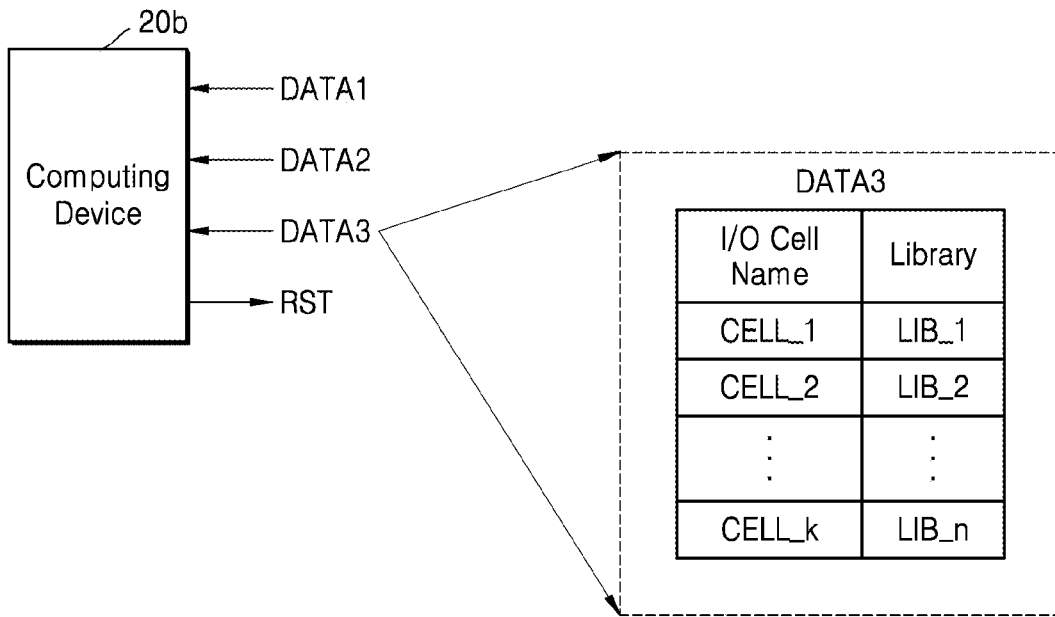 20b
Computing
Device
DATA1
DATA2
DATA3
RST
DATA3
I/O Cell
Name
Library
CELL_1 LIB_1
CELL_2 LIB_2
CELL_k LIB_n